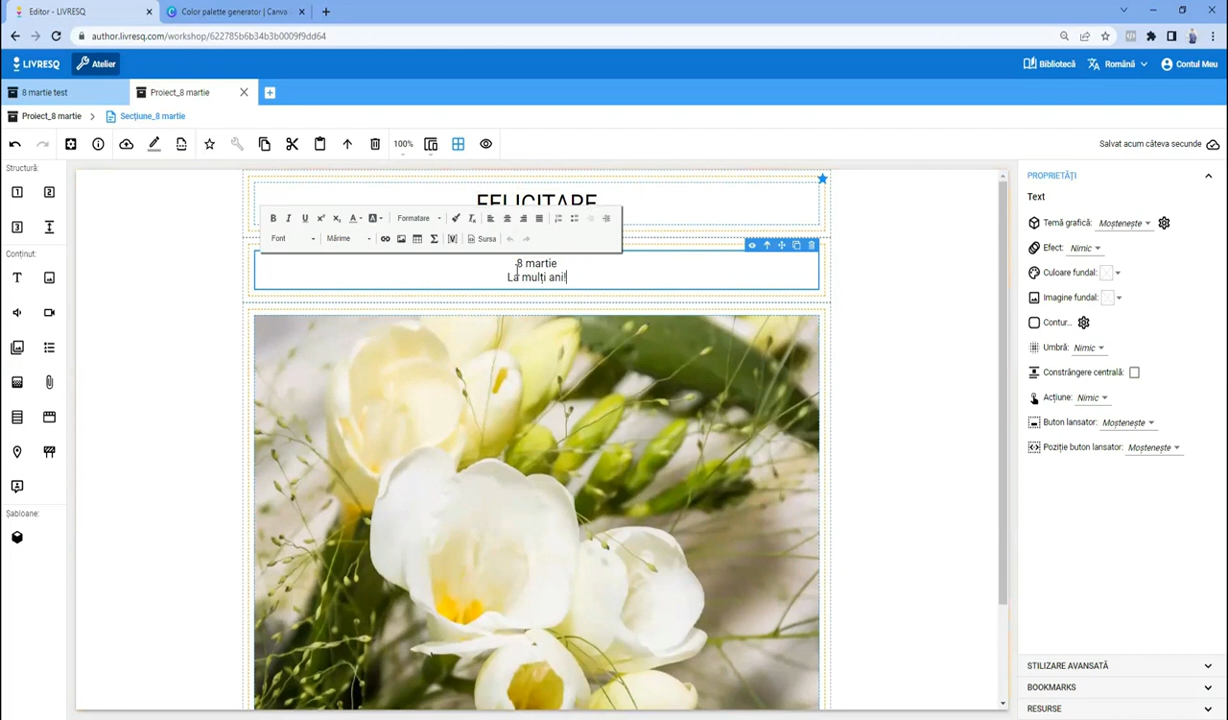 Editor - LIVRESQ
Color palette generator | Canva
author.livresq.com/workshop/622785b6b34b3b0009f9dd64
LIVRESQ
Atelier
Bibliotecă
Română
Contul Meu
8 martie test
Proiect_8 martie
Proiect_8 martie
Secțiune_8 martie
100%
Salvat acum câteva secunde
Structură:
Conținut:
Șabloane:
FELICITARE
Formatare
Font
Mărime
Sursa
8 martie
La mulți ani!
PROPRIETĂȚI
Text
Temă grafică: Moștenește
Efect: Nimic
Culoare fundal:
Imagine fundal:
Contur...
Umbră: Nimic
Constrângere centrală:
Acțiune: Nimic
Buton lansator: Moștenește
Poziție buton lansator: Moștenește
STILIZARE AVANSATĂ
BOOKMARKS
RESURSE